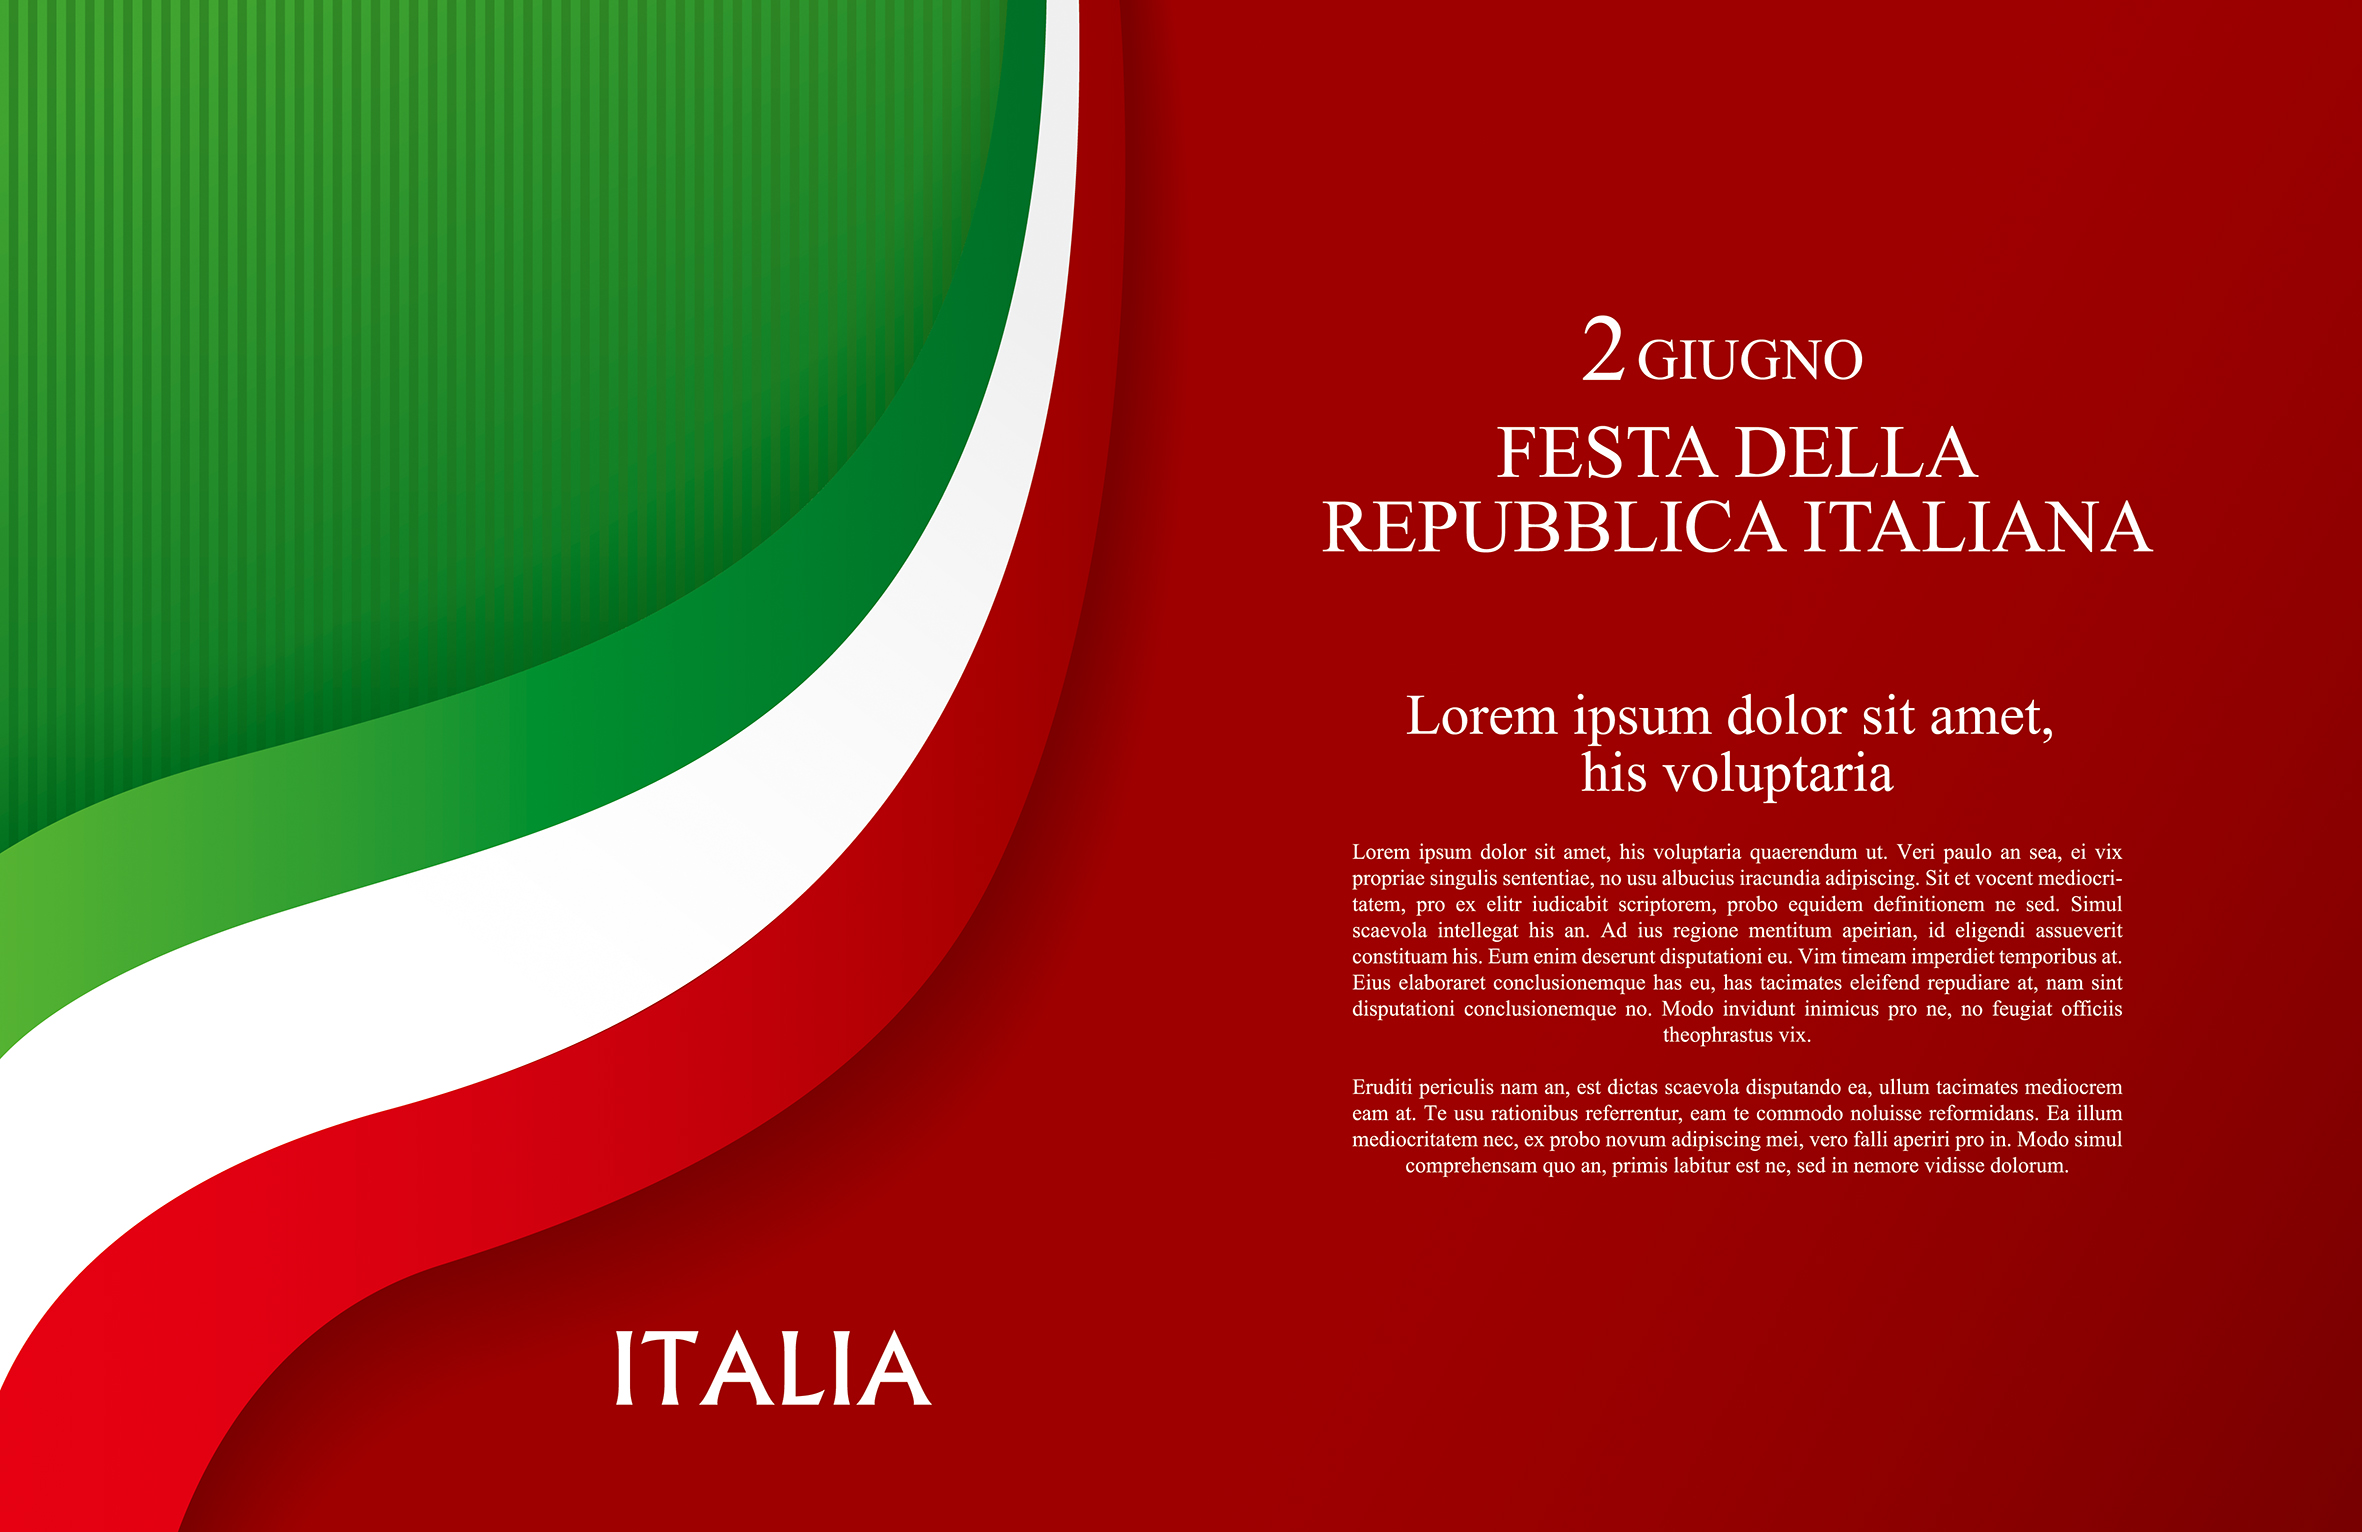 2 GIUGNO
FESTA DELLA
REPUBBLICA ITALIANA
Lorem ipsum dolor sit amet,
his voluptaria
Lorem ipsum dolor sit amet, his voluptaria quaerendum ut. Veri paulo an sea, ei vix
propriae singulis sententiae, no usu albucius iracundia adipiscing. Sit et vocent mediocri-
tatem, pro ex elitr iudicabit scriptorem, probo equidem definitionem ne sed. Simul
scaevola intellegat his an. Ad ius regione mentitum apeirian, id eligendi assueverit
constituam his. Eum enim deserunt disputationi eu. Vim timeam imperdiet temporibus at.
Eius elaboraret conclusionemque has eu, has tacimates eleifend repudiare at, nam sint
disputationi conclusionemque no. Modo invidunt inimicus pro ne, no feugiat officiis
theophrastus vix.
Eruditi periculis nam an, est dictas scaevola disputando ea, ullum tacimates mediocrem
eam at. Te usu rationibus referrentur, eam te commodo noluisse reformidans. Ea illum
mediocritatem nec, ex probo novum adipiscing mei, vero falli aperiri pro in. Modo simul
comprehensam quo an, primis labitur est ne, sed in nemore vidisse dolorum.
ITALIA